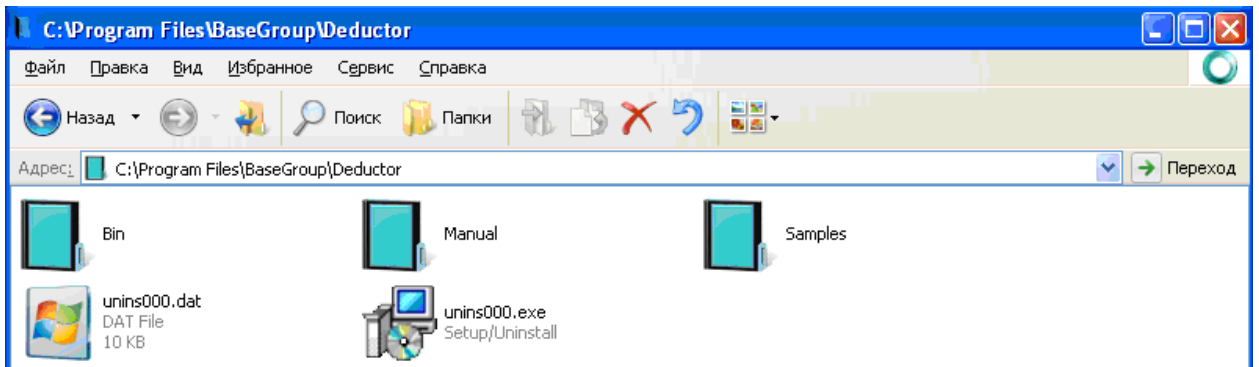 C:\Program Files\BaseGroup\Deductor
Файл Правка Вид Избранное Сервис Справка
Назад Поиск Папки
Адрес: C:\Program Files\BaseGroup\Deductor Переход
Bin Manual Samples
unins000.dat
DAT File
10 KB
unins000.exe
Setup/Uninstall